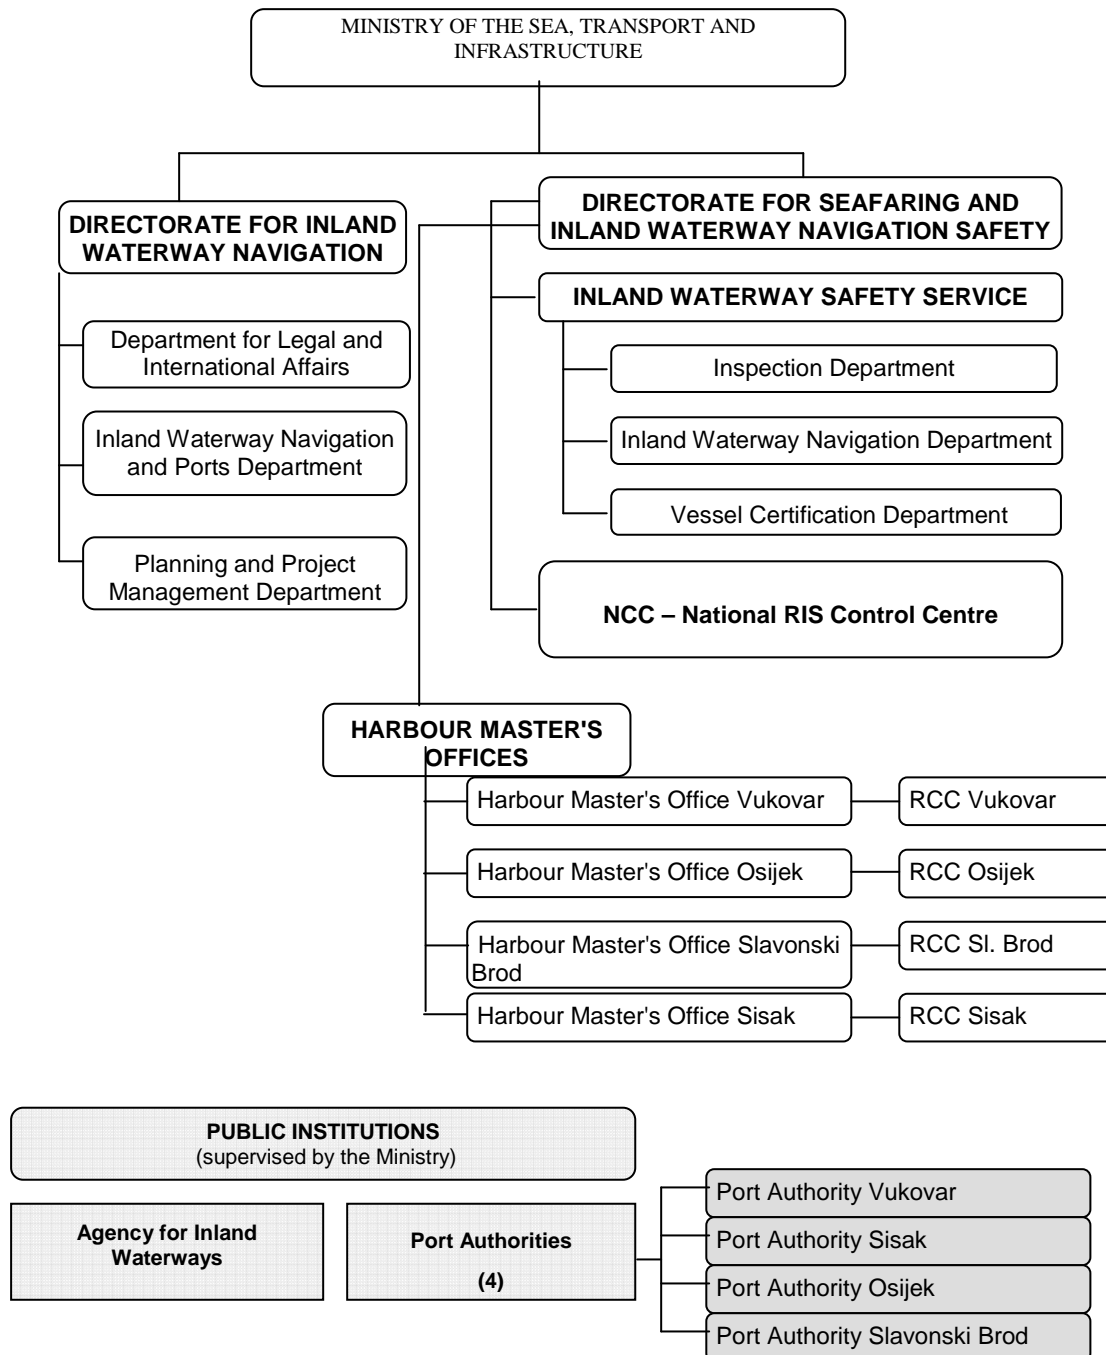 MINISTRY OF THE SEA, TRANSPORT AND
INFRASTRUCTURE
DIRECTORATE FOR INLAND
WATERWAY NAVIGATION
Department for Legal and
International Affairs
Inland Waterway Navigation
and Ports Department
Planning and Project
Management Department
DIRECTORATE FOR SEAFARING AND
INLAND WATERWAY NAVIGATION SAFETY
INLAND WATERWAY SAFETY SERVICE
Inspection Department
Inland Waterway Navigation Department
Vessel Certification Department
NCC – National RIS Control Centre
HARBOUR MASTER'S
OFFICES
Harbour Master's Office Vukovar
RCC Vukovar
Harbour Master's Office Osijek
RCC Osijek
Harbour Master's Office Slavonski
Brod
RCC Sl. Brod
Harbour Master's Office Sisak
RCC Sisak
PUBLIC INSTITUTIONS
(supervised by the Ministry)
Agency for Inland
Waterways
Port Authorities
(4)
Port Authority Vukovar
Port Authority Sisak
Port Authority Osijek
Port Authority Slavonski Brod